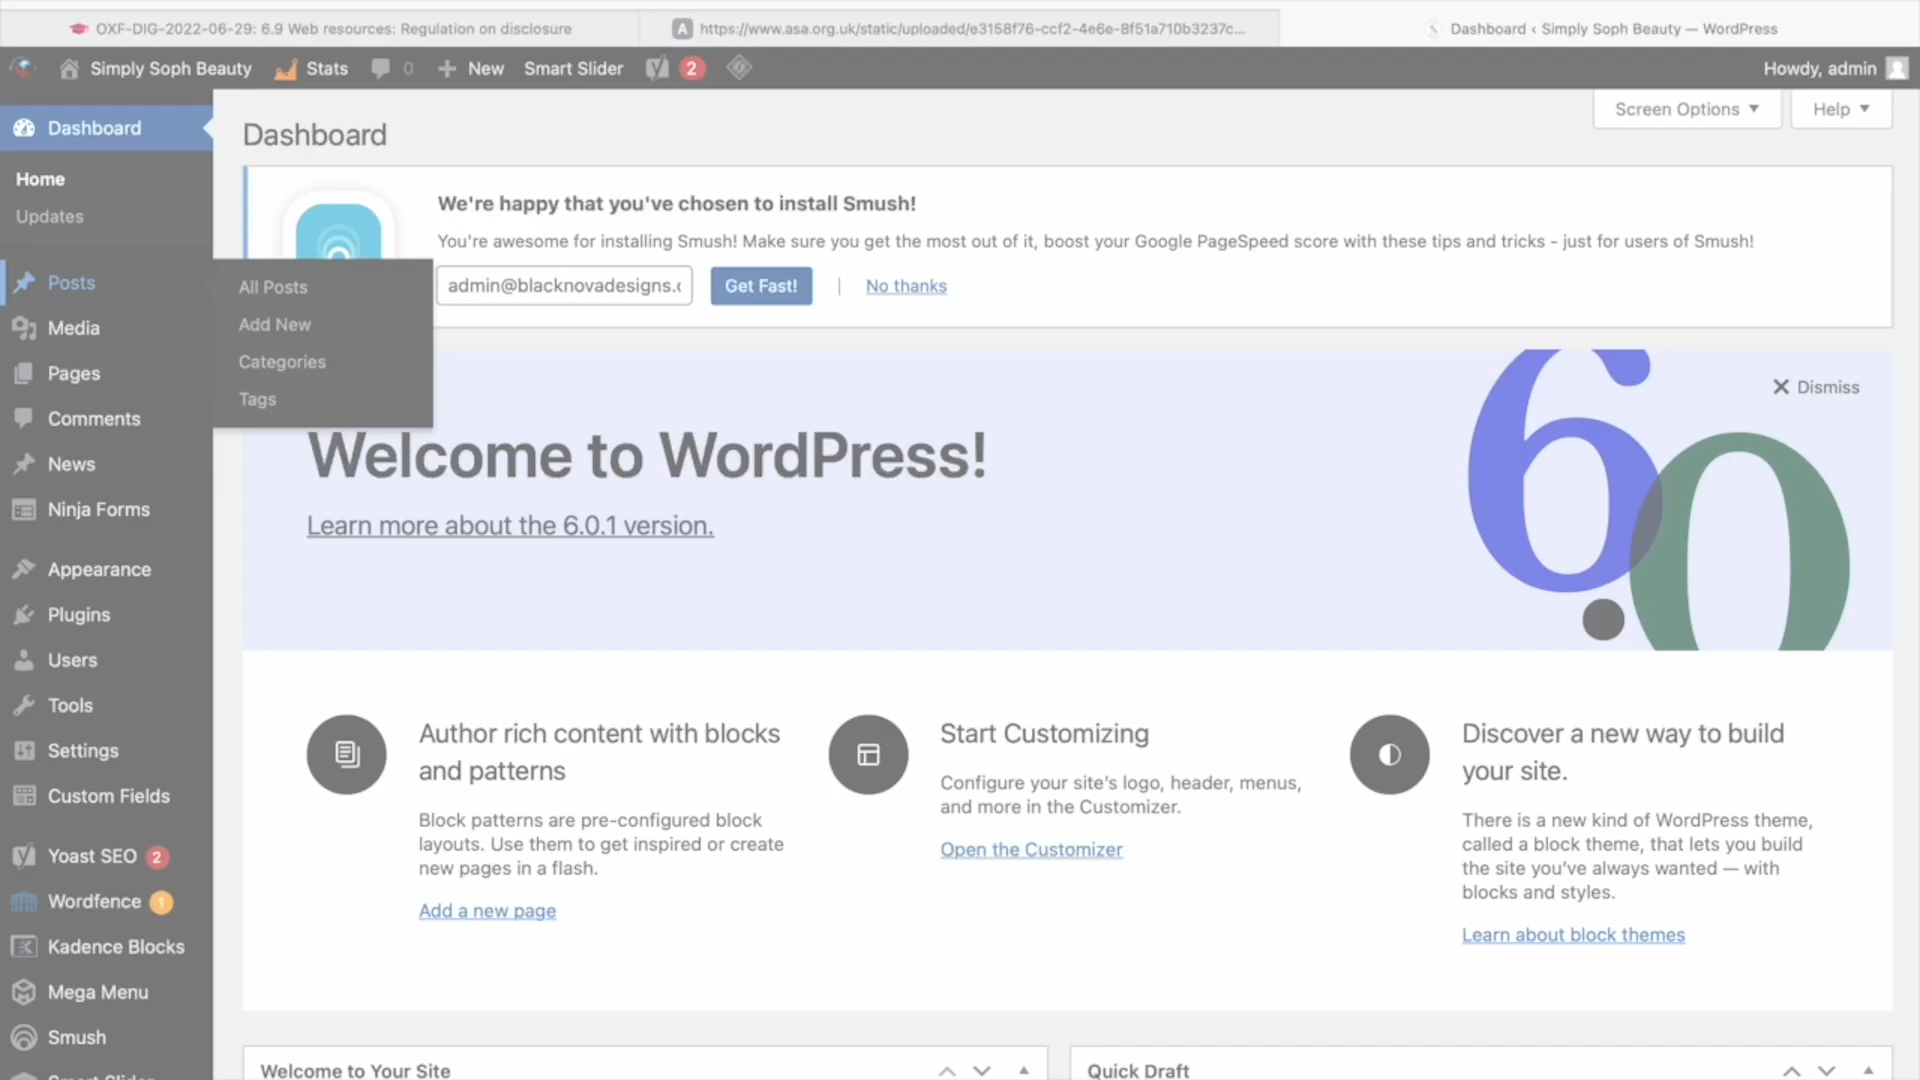 OXF-DIG-2022-06-29: 6.9 Web resources: Regulation on disclosure
A https://www.asa.org.uk/static/uploaded/e3158f76-ccf2-4e6e-8f51a710b3237c...
Dashboard ‹ Simply Soph Beauty — WordPress
Simply Soph Beauty Stats 0 New Smart Slider 2 Howdy, admin
Screen Options Help
Dashboard
Home
Updates
Posts
Media
Pages
Comments
News
Ninja Forms
Appearance
Plugins
Users
Tools
Settings
Custom Fields
Yoast SEO 2
Wordfence 1
Kadence Blocks
Mega Menu
Smush
Smart Slider
All Posts
Add New
Categories
Tags
Dashboard
We're happy that you've chosen to install Smush!
You're awesome for installing Smush! Make sure you get the most out of it, boost your Google PageSpeed score with these tips and tricks - just for users of Smush!
admin@blacknovadesigns.c Get Fast! | No thanks
Dismiss
Welcome to WordPress!
Learn more about the 6.0.1 version.
6.0
Author rich content with blocks
and patterns
Block patterns are pre-configured block
layouts. Use them to get inspired or create
new pages in a flash.
Add a new page
Start Customizing
Configure your site's logo, header, menus,
and more in the Customizer.
Open the Customizer
Discover a new way to build
your site.
There is a new kind of WordPress theme,
called a block theme, that lets you build
the site you've always wanted — with
blocks and styles.
Learn about block themes
Welcome to Your Site
Quick Draft